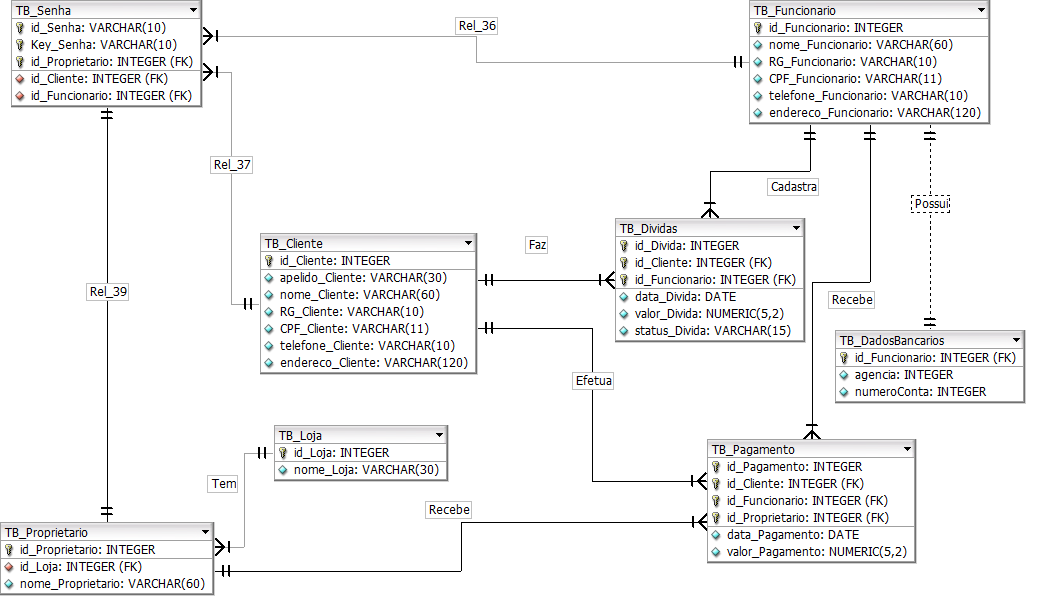 TB_Senha
id_Senha: VARCHAR(10)
Key_Senha: VARCHAR(10)
id_Proprietario: INTEGER (FK)
id_Cliente: INTEGER (FK)
id_Funcionario: INTEGER (FK)
Rel_36
TB_Funcionario
id_Funcionario: INTEGER
nome_Funcionario: VARCHAR(60)
RG_Funcionario: VARCHAR(10)
CPF_Funcionario: VARCHAR(11)
telefone_Funcionario: VARCHAR(10)
endereco_Funcionario: VARCHAR(120)
Rel_37
Cadastra
Possui
TB_Cliente
id_Cliente: INTEGER
apelido_Cliente: VARCHAR(30)
nome_Cliente: VARCHAR(60)
RG_Cliente: VARCHAR(10)
CPF_Cliente: VARCHAR(11)
telefone_Cliente: VARCHAR(10)
endereco_Cliente: VARCHAR(120)
Faz
TB_Dividas
id_Divida: INTEGER
id_Cliente: INTEGER (FK)
id_Funcionario: INTEGER (FK)
data_Divida: DATE
valor_Divida: NUMERIC(5,2)
status_Divida: VARCHAR(15)
Rel_39
Recebe
TB_DadosBancarios
id_Funcionario: INTEGER (FK)
agencia: INTEGER
numeroConta: INTEGER
Efetua
TB_Loja
id_Loja: INTEGER
nome_Loja: VARCHAR(30)
Tem
TB_Pagamento
id_Pagamento: INTEGER
id_Cliente: INTEGER (FK)
id_Funcionario: INTEGER (FK)
id_Proprietario: INTEGER (FK)
data_Pagamento: DATE
valor_Pagamento: NUMERIC(5,2)
Recebe
TB_Proprietario
id_Proprietario: INTEGER
id_Loja: INTEGER (FK)
nome_Proprietario: VARCHAR(60)